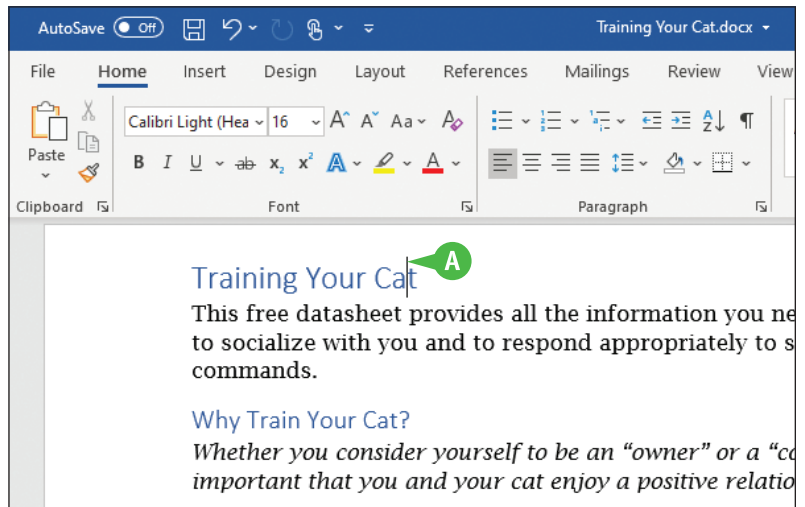 AutoSave Off Training Your Cat.docx
File Home Insert Design Layout References Mailings Review View
Calibri Light (Hea 16 A A Aa A
Paste B I U ab x2 x2 A A
Clipboard Font Paragraph
A
Training Your Cat
This free datasheet provides all the information you ne
to socialize with you and to respond appropriately to s
commands.
Why Train Your Cat?
Whether you consider yourself to be an “owner” or a “co
important that you and your cat enjoy a positive relatio